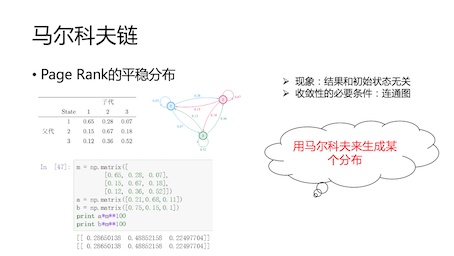 马尔科夫链
• Page Rank的平稳分布
子代
State 1 2 3
1 0.65 0.28 0.07
父代 2 0.15 0.67 0.18
3 0.12 0.36 0.52
➢ 现象：结果和初始状态无关
➢ 收敛性的必要条件：连通图
用马尔科夫来生成某
个分布
In [47]: m = np.matrix([
[0.65, 0.28, 0.07],
[0.15, 0.67, 0.18],
[0.12, 0.36, 0.52]])
a = np.matrix([0.21,0.68,0.11])
b = np.matrix([0.75,0.15,0.1])
print a*m**100
print b*m**100
[[ 0.28650138 0.48852158 0.22497704]]
[[ 0.28650138 0.48852158 0.22497704]]